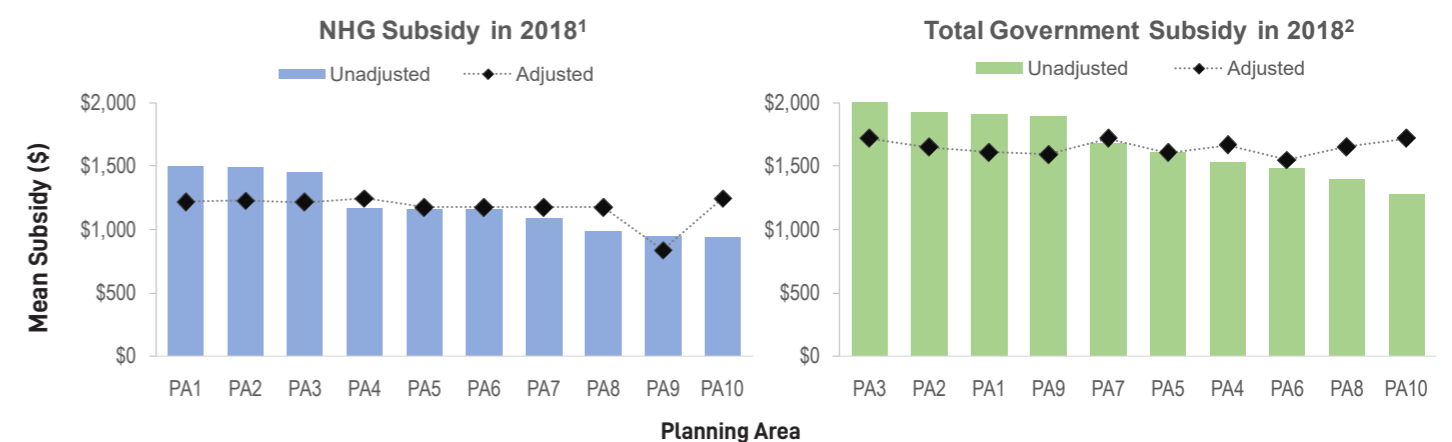 NHG Subsidy in 2018¹
Unadjusted Adjusted
Mean Subsidy ($)
$2,000
$1,500
$1,000
$500
$0
PA1 PA2 PA3 PA4 PA5 PA6 PA7 PA8 PA9 PA10
Total Government Subsidy in 2018²
Unadjusted Adjusted
$2,000
$1,500
$1,000
$500
$0
PA3 PA2 PA1 PA9 PA7 PA5 PA4 PA6 PA8 PA10
Planning Area